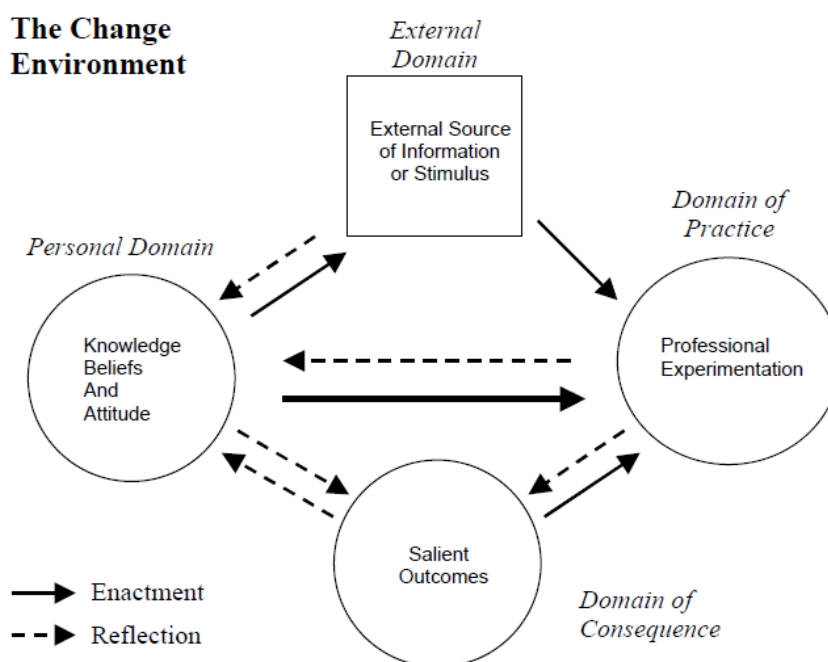 The Change
Environment
External
Domain
External Source
of Information
or Stimulus
Domain of
Practice
Personal Domain
Knowledge
Beliefs
And
Attitude
Professional
Experimentation
Salient
Outcomes
Enactment
Reflection
Domain of
Consequence